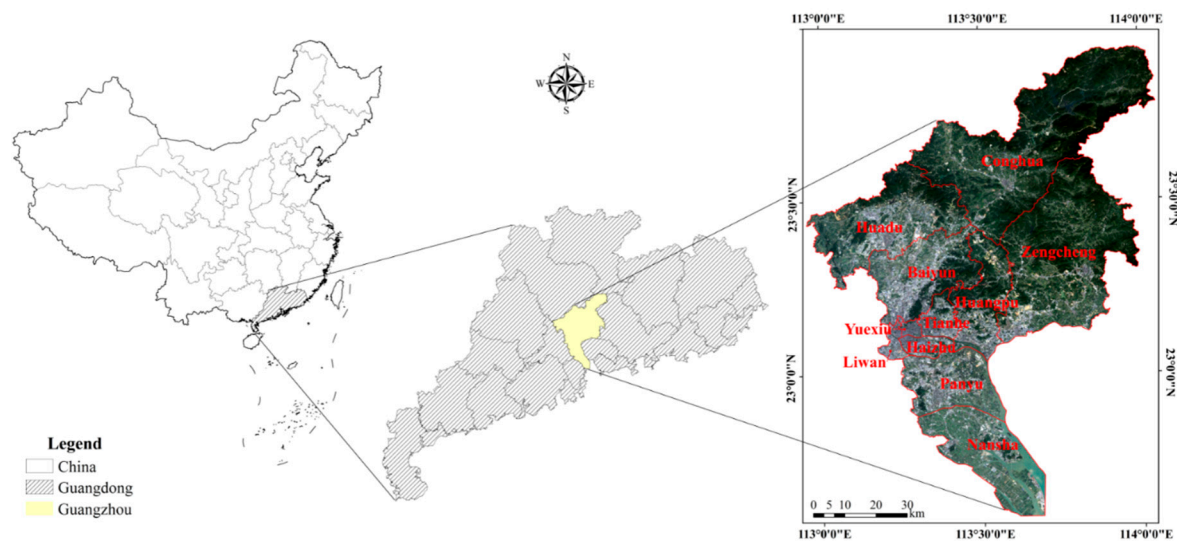 113°0'0"E
113°30'0"E
114°0'0"E
N
W
E
S
Conghua
23°30'0"N
23°30'0"N
Huadu
Zengcheng
Baiyun
Huangpu
Yuexiu
Tianhe
Haizhu
Liwan
23°0'0"N
23°0'0"N
Panyu
Nansha
Legend
China
Guangdong
Guangzhou
0 5 10 20 30
km
113°0'0"E
113°30'0"E
114°0'0"E